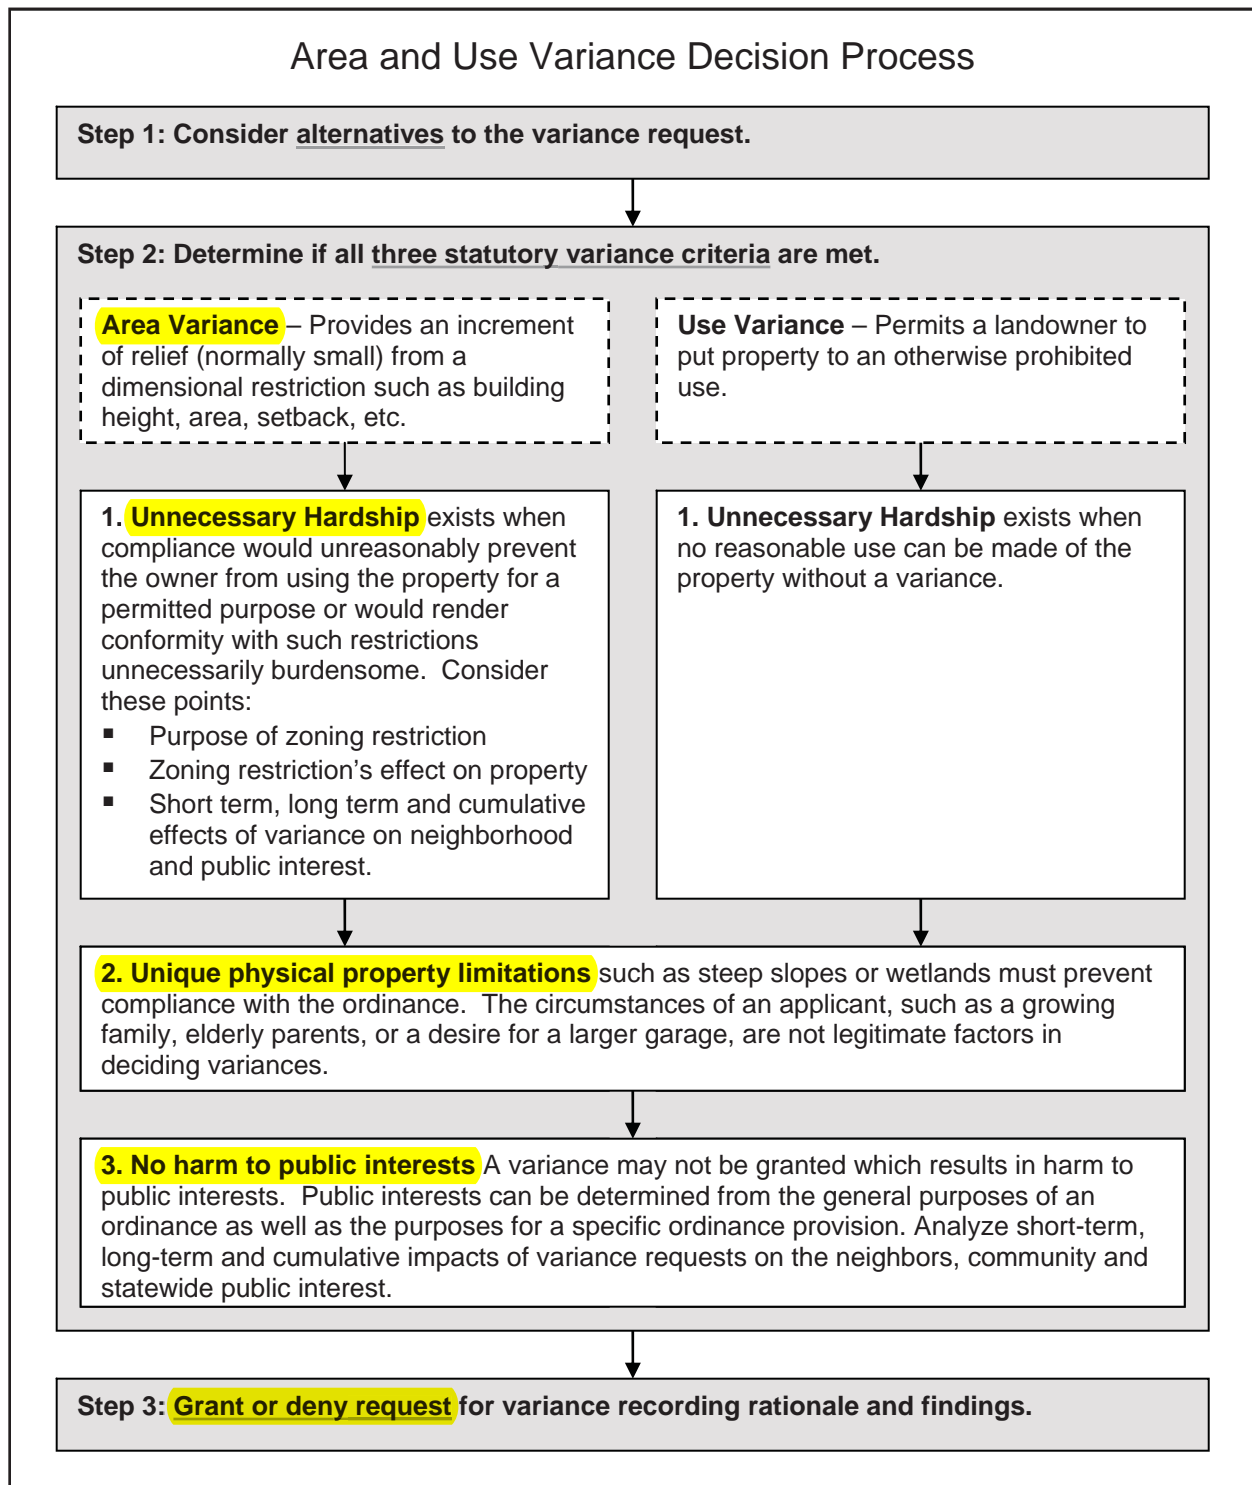 Area and Use Variance Decision Process
Step 1: Consider alternatives to the variance request.
Step 2: Determine if all three statutory variance criteria are met.
Area Variance – Provides an increment
of relief (normally small) from a
dimensional restriction such as building
height, area, setback, etc.
Use Variance – Permits a landowner to
put property to an otherwise prohibited
use.
1. Unnecessary Hardship exists when
compliance would unreasonably prevent
the owner from using the property for a
permitted purpose or would render
conformity with such restrictions
unnecessarily burdensome.  Consider
these points:
▪ Purpose of zoning restriction
▪ Zoning restriction's effect on property
▪ Short term, long term and cumulative
effects of variance on neighborhood
and public interest.
1. Unnecessary Hardship exists when
no reasonable use can be made of the
property without a variance.
2. Unique physical property limitations such as steep slopes or wetlands must prevent
compliance with the ordinance.  The circumstances of an applicant, such as a growing
family, elderly parents, or a desire for a larger garage, are not legitimate factors in
deciding variances.
3. No harm to public interests A variance may not be granted which results in harm to
public interests.  Public interests can be determined from the general purposes of an
ordinance as well as the purposes for a specific ordinance provision. Analyze short-term,
long-term and cumulative impacts of variance requests on the neighbors, community and
statewide public interest.
Step 3: Grant or deny request for variance recording rationale and findings.